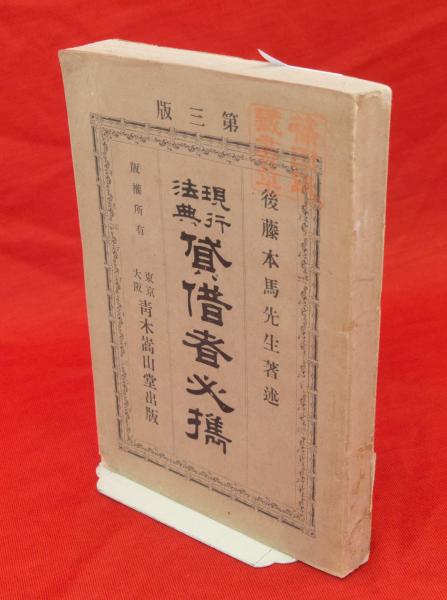 第三版
後藤本馬先生著述
現行
法典
貸借者必携
版権所有
東京
大阪
青木嵩山堂出版